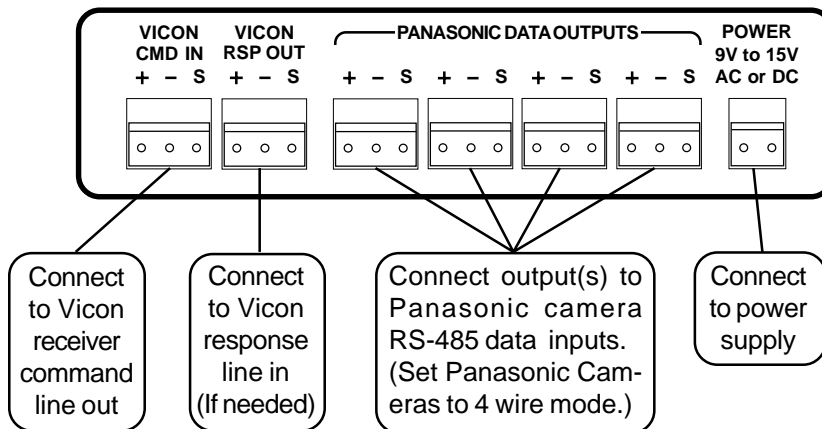 VICON CMD IN
VICON RSP OUT
PANASONIC DATA OUTPUTS
POWER 9V to 15V AC or DC
+ − S
+ − S
+ − S
+ − S
+ − S
+ − S
Connect
to Vicon
receiver
command
line out
Connect
to Vicon
response
line in
(If needed)
Connect output(s) to
Panasonic camera
RS-485 data inputs.
(Set Panasonic Cam-
eras to 4 wire mode.)
Connect
to power
supply